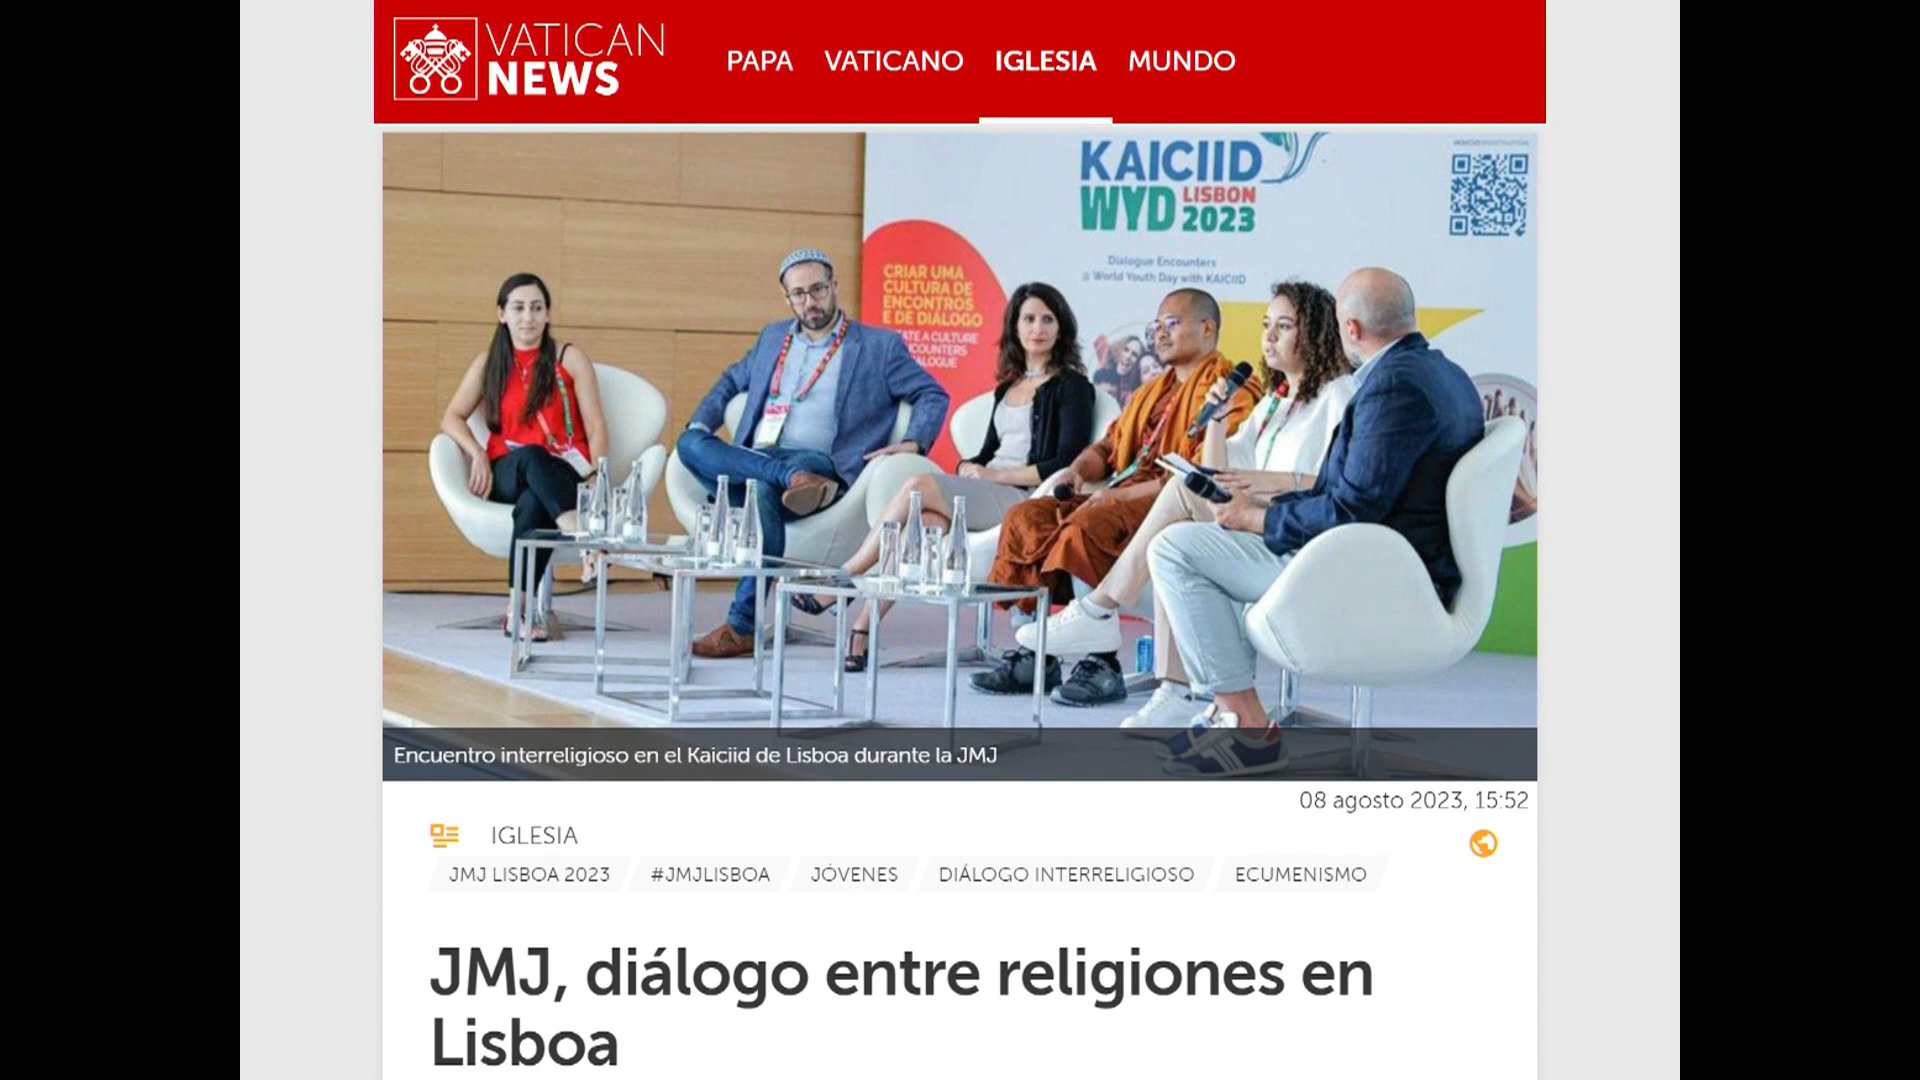 VATICAN
NEWS
PAPA VATICANO IGLESIA MUNDO
KAICIID
WYD LISBON
2023
Dialogue Encounters
@ World Youth Day with KAICIID
CRIAR UMA
CULTURA DE
ENCONTROS
E DE DIÁLOGO
A CULTURE
Encuentro interreligioso en el Kaiciid de Lisboa durante la JMJ
08 agosto 2023, 15:52
IGLESIA
JMJ LISBOA 2023 #JMJLISBOA JÓVENES DIÁLOGO INTERRELIGIOSO ECUMENISMO
JMJ, diálogo entre religiones en
Lisboa